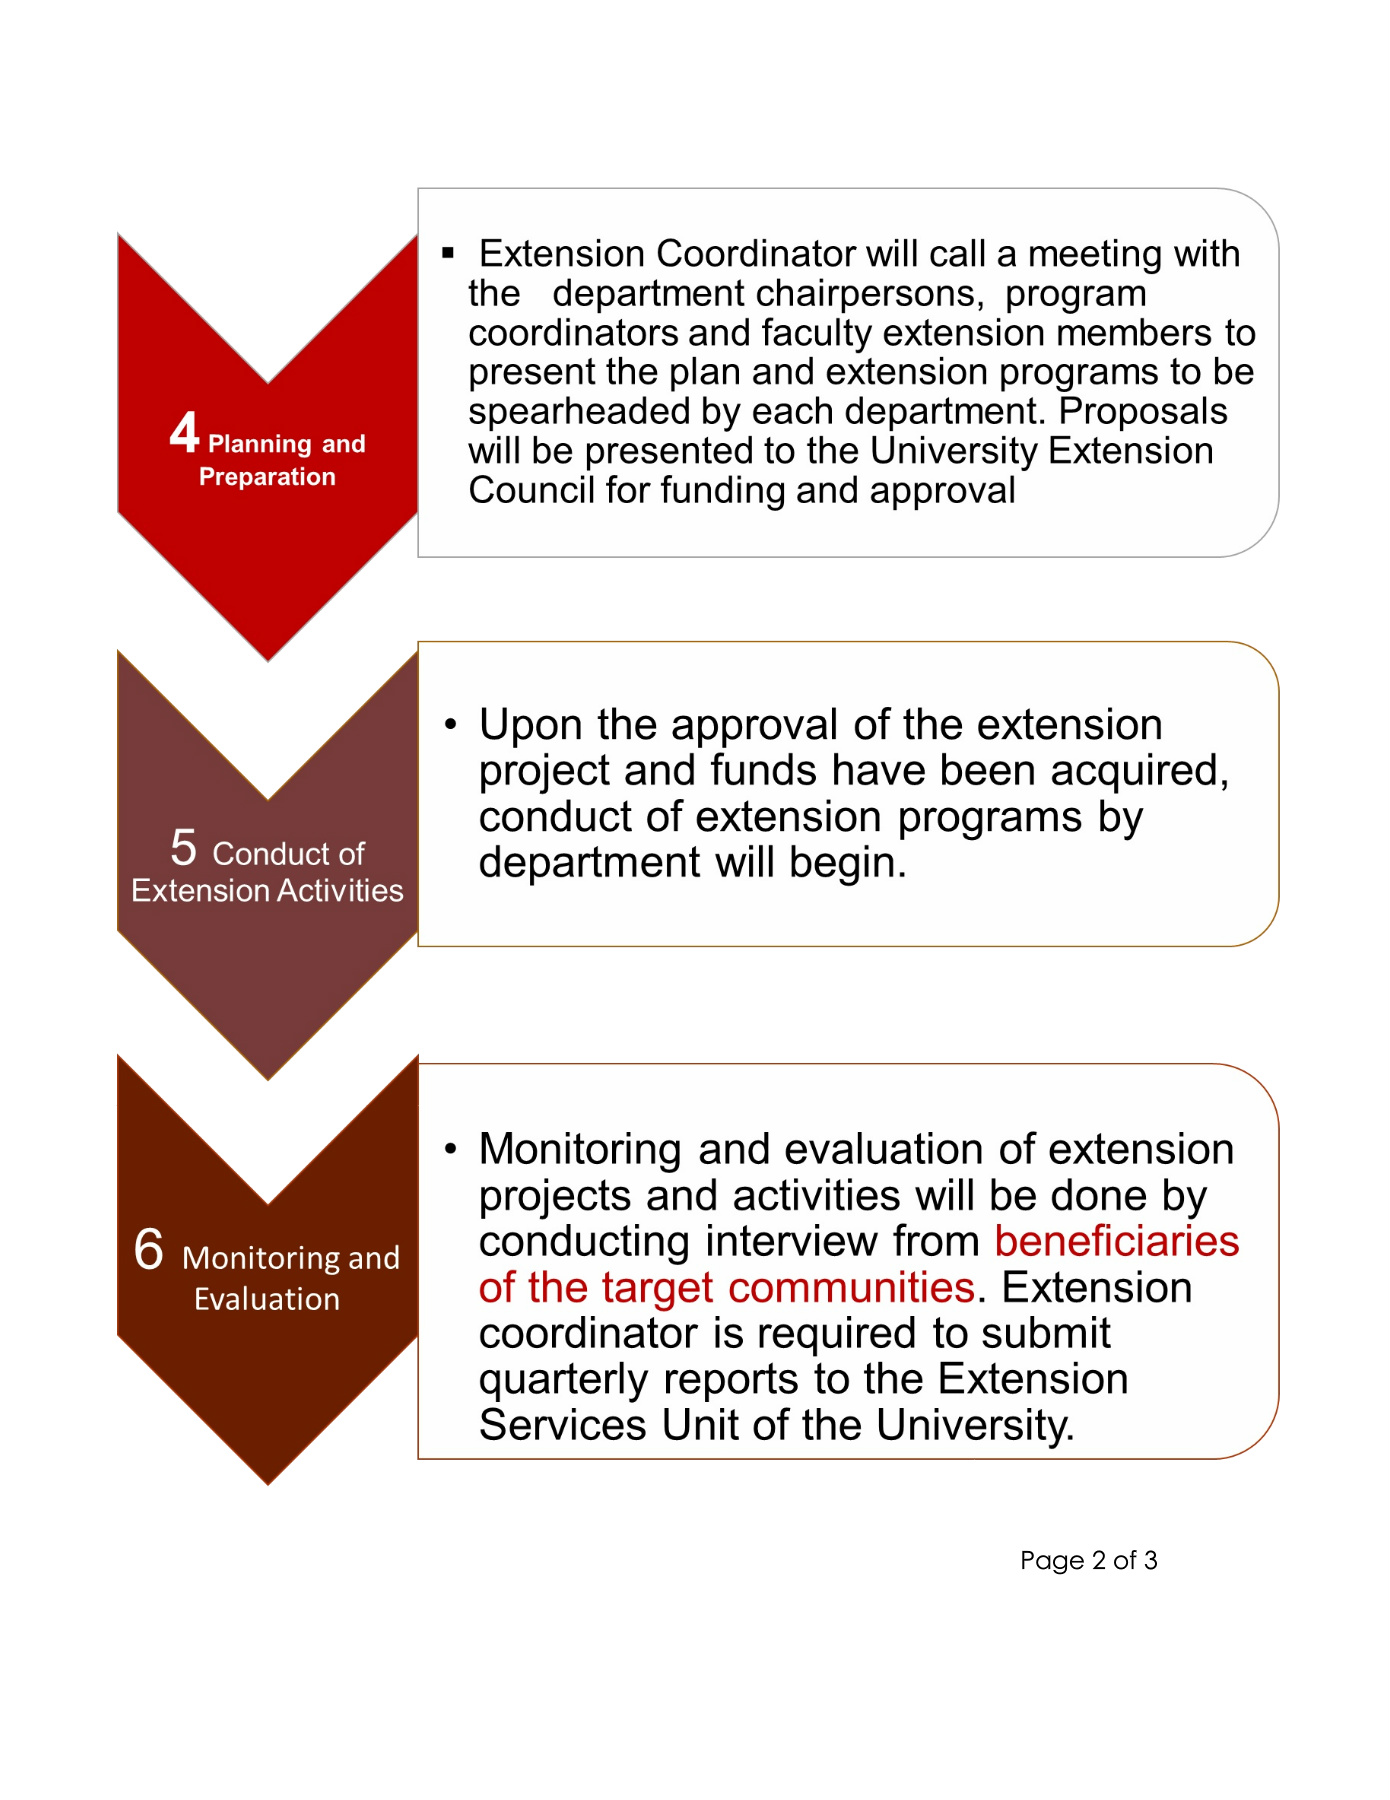 4 Planning and
Preparation
▪ Extension Coordinator will call a meeting with
the department chairpersons, program
coordinators and faculty extension members to
present the plan and extension programs to be
spearheaded by each department. Proposals
will be presented to the University Extension
Council for funding and approval
5 Conduct of
Extension Activities
• Upon the approval of the extension
project and funds have been acquired,
conduct of extension programs by
department will begin.
6 Monitoring and
Evaluation
• Monitoring and evaluation of extension
projects and activities will be done by
conducting interview from beneficiaries
of the target communities. Extension
coordinator is required to submit
quarterly reports to the Extension
Services Unit of the University.
Page 2 of 3